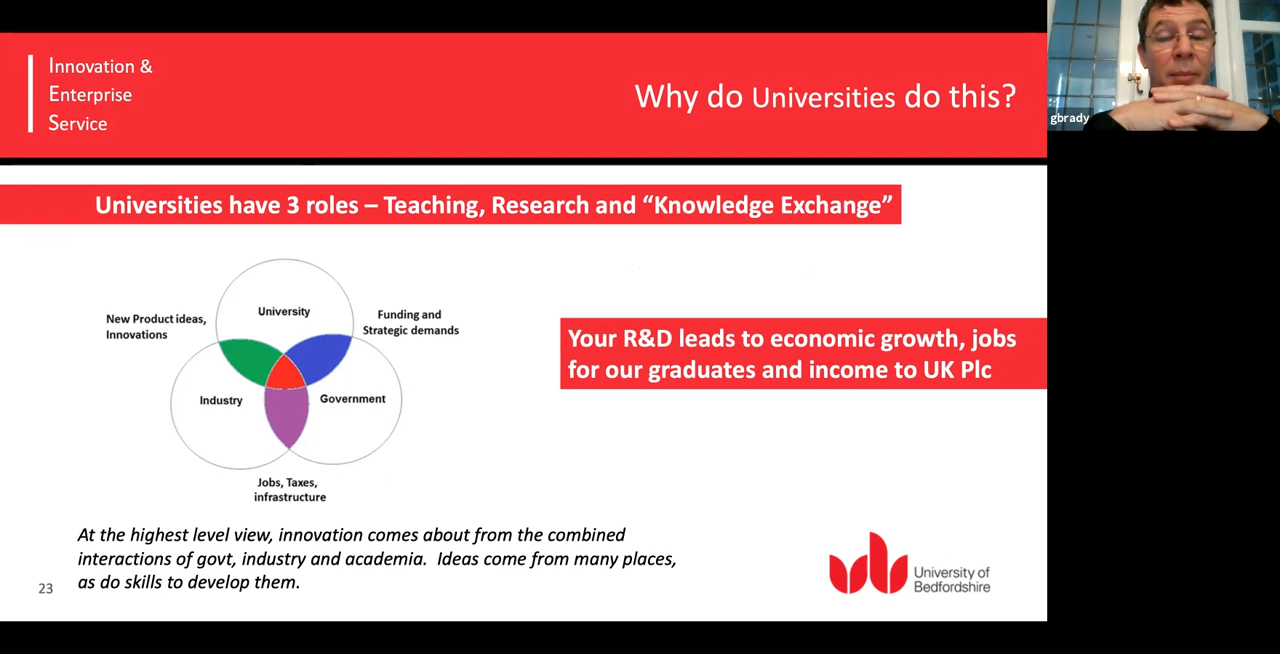 Innovation &
Enterprise
Service
Why do Universities do this?
gbrady
Universities have 3 roles – Teaching, Research and “Knowledge Exchange”
University
New Product ideas,
Innovations
Funding and
Strategic demands
Industry
Government
Jobs, Taxes,
infrastructure
Your R&D leads to economic growth, jobs
for our graduates and income to UK Plc
At the highest level view, innovation comes about from the combined
interactions of govt, industry and academia.  Ideas come from many places,
as do skills to develop them.
23
University of
Bedfordshire